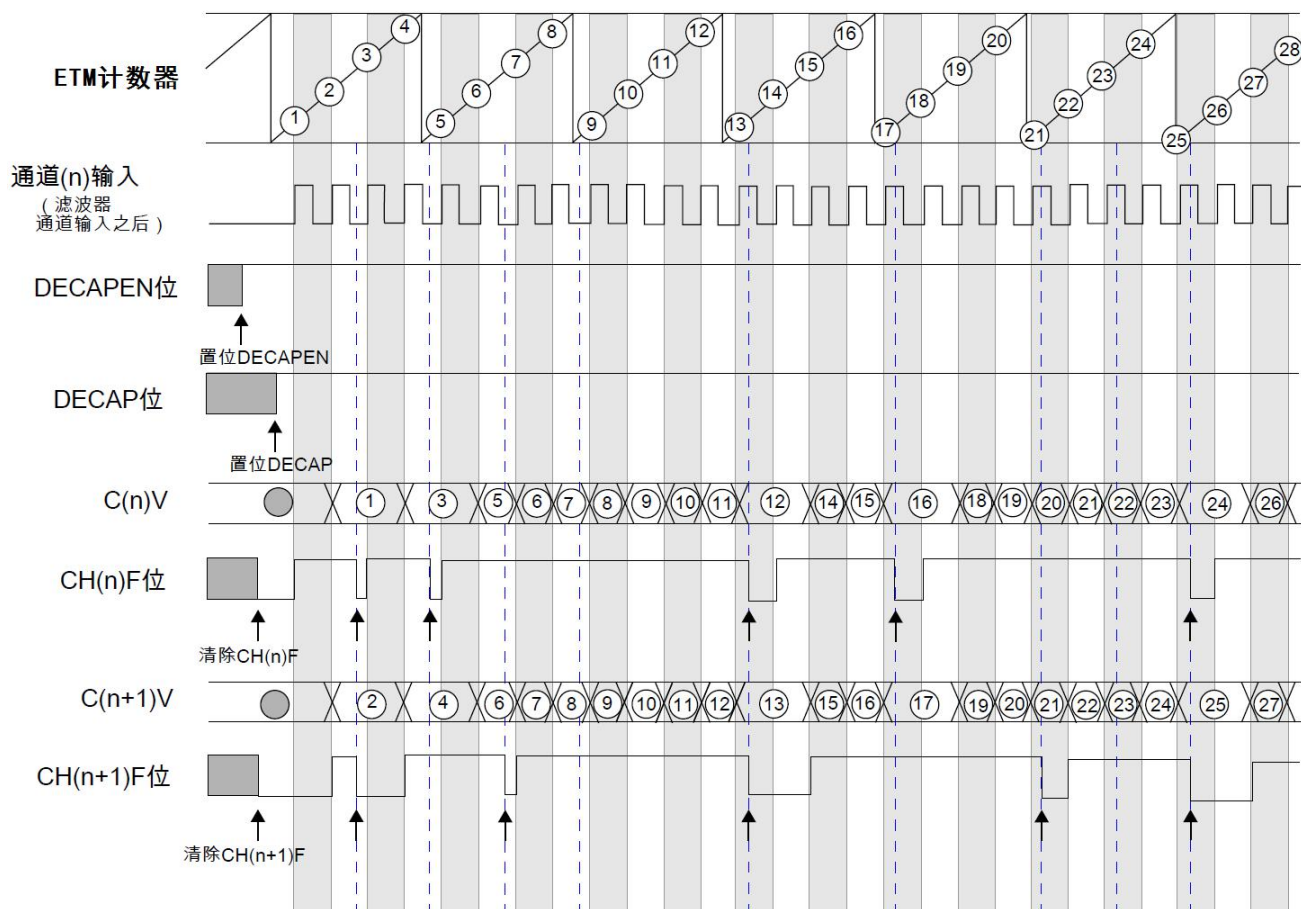 4 8 12 16 20 24 28
3 7 11 15 19 23 27
ETM计数器
2 6 10 14 18 22 26
1 5 9 13 17 21 25
通道(n)输入
（滤波器
通道输入之后）
DECAPEN位
置位DECAPEN
DECAP位
置位DECAP
C(n)V 1 3 5 6 7 8 9 10 11 12 14 15 16 18 19 20 21 22 23 24 26
CH(n)F位
清除CH(n)F
C(n+1)V 2 4 6 7 8 9 10 11 12 13 15 16 17 19 20 21 22 23 24 25 27
CH(n+1)F位
清除CH(n+1)F